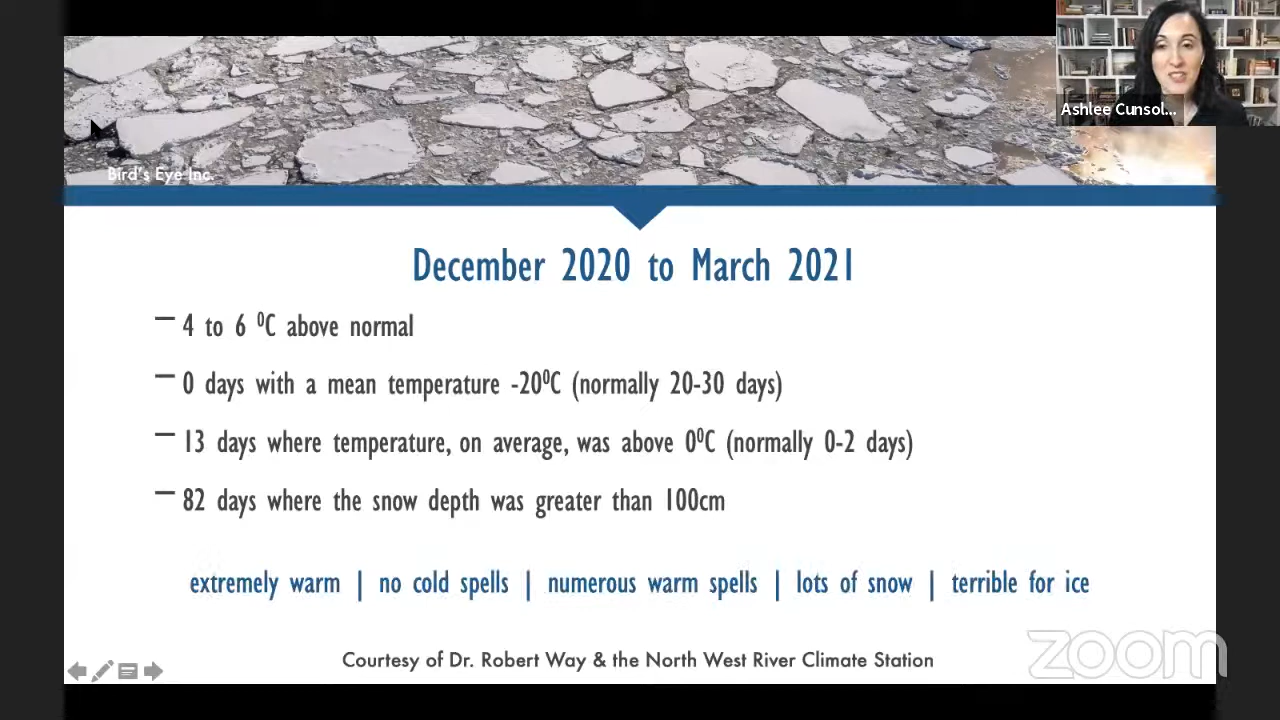 Ashlee Cunsol...
Bird's Eye Inc.
December 2020 to March 2021
— 4 to 6 ⁰C above normal
— 0 days with a mean temperature -20⁰C (normally 20-30 days)
— 13 days where temperature, on average, was above 0⁰C (normally 0-2 days)
— 82 days where the snow depth was greater than 100cm
extremely warm | no cold spells | numerous warm spells | lots of snow | terrible for ice
Courtesy of Dr. Robert Way & the North West River Climate Station
zoom